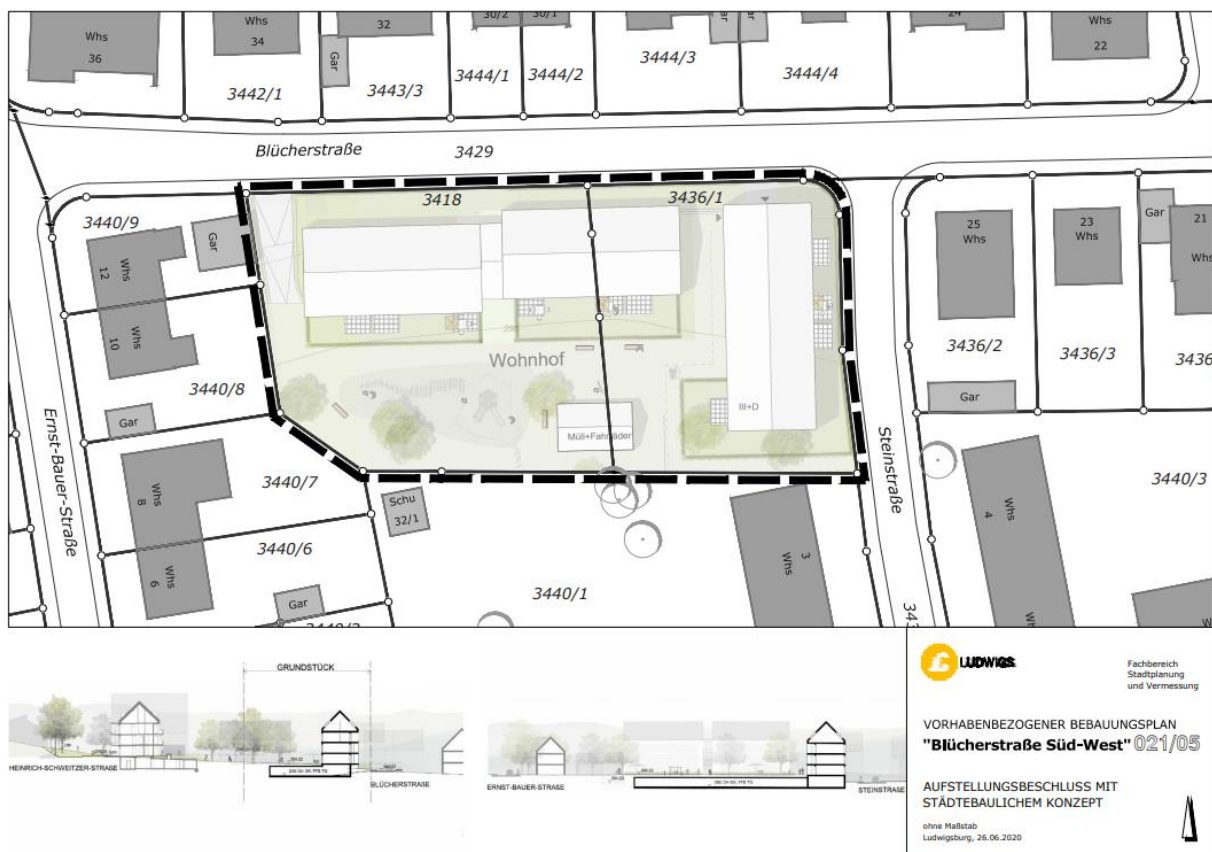 Whs
36
Whs
34
32
Gar
30/2
30/1
Gar
24
Whs
22
3442/1
3443/3
3444/1
3444/2
3444/3
3444/4
Blücherstraße
3429
3440/9
Gar
Whs
12
3418
3436/1
25
Whs
23
Whs
Gar
21
Whs
Whs
10
3440/8
Wohnhof
3436/2
3436/3
3436
Gar
Gar
III+D
Müll+Fahrräder
Ernst-Bauer-Straße
Steinstraße
Whs
8
3440/7
Schu
32/1
3440/3
Whs
4
Whs
3
Whs
6
3440/6
Gar
3440/1
GRUNDSTÜCK
HEINRICH-SCHWEITZER-STRAßE
BLÜCHERSTRAßE
ERNST-BAUER-STRAßE
STEINSTRAßE
LUDWIGS
Fachbereich
Stadtplanung
und Vermessung
VORHABENBEZOGENER BEBAUUNGSPLAN
"Blücherstraße Süd-West" 021/05
AUFSTELLUNGSBESCHLUSS MIT
STÄDTEBAULICHEM KONZEPT
ohne Maßstab
Ludwigsburg, 26.06.2020